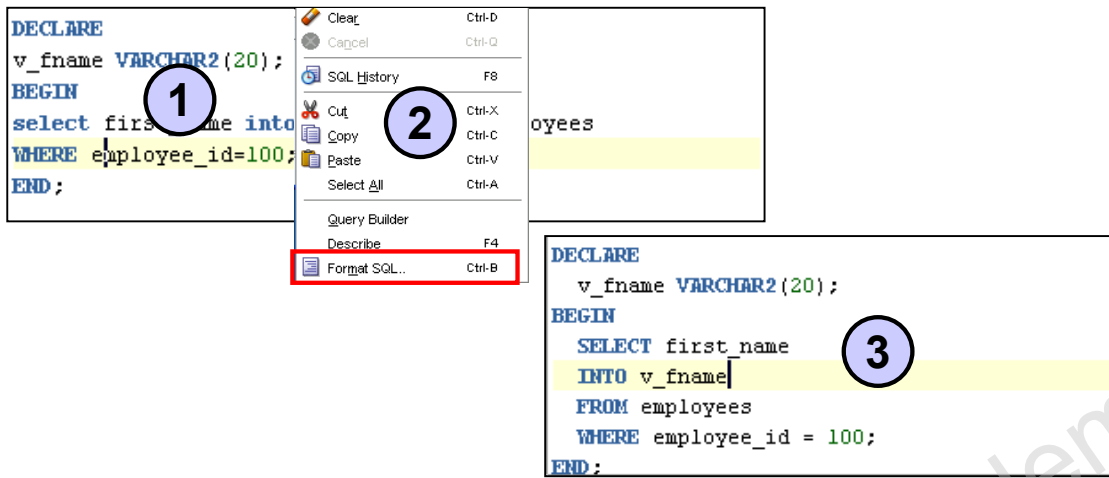 DECLARE
v_fname VARCHAR2(20);
BEGIN
1
select into oyees
WHERE employee_id=100;
END;
Clear Ctrl-D
Cancel Ctrl-Q
SQL History F8
Cut Ctrl-X
2
Copy Ctrl-C
Paste Ctrl-V
Select All Ctrl-A
Query Builder
Describe F4
Format SQL.. Ctrl-B
DECLARE
v_fname VARCHAR2(20);
BEGIN
SELECT first_name
3
INTO v_fname
FROM employees
WHERE employee_id = 100;
END;